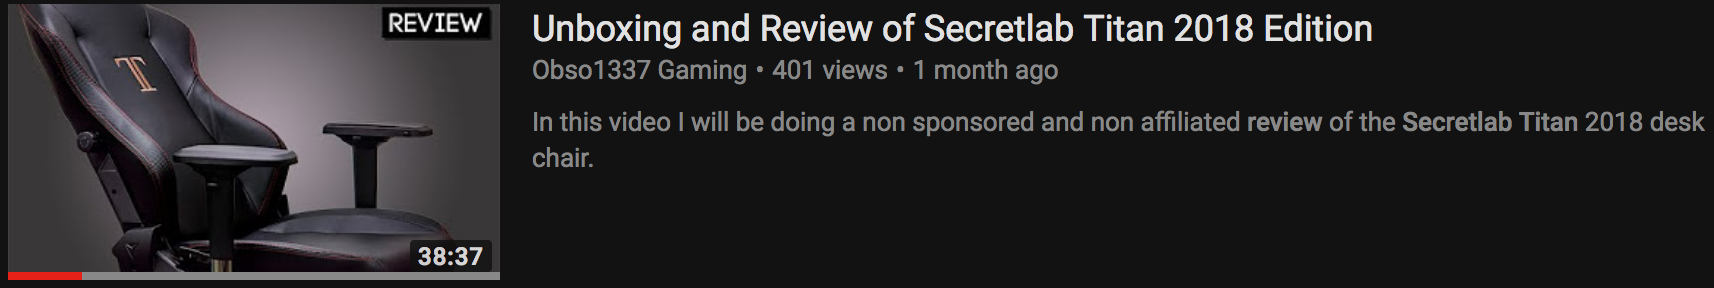 REVIEW
T
38:37
Unboxing and Review of Secretlab Titan 2018 Edition
Obso1337 Gaming • 401 views • 1 month ago
In this video I will be doing a non sponsored and non affiliated review of the Secretlab Titan 2018 desk
chair.